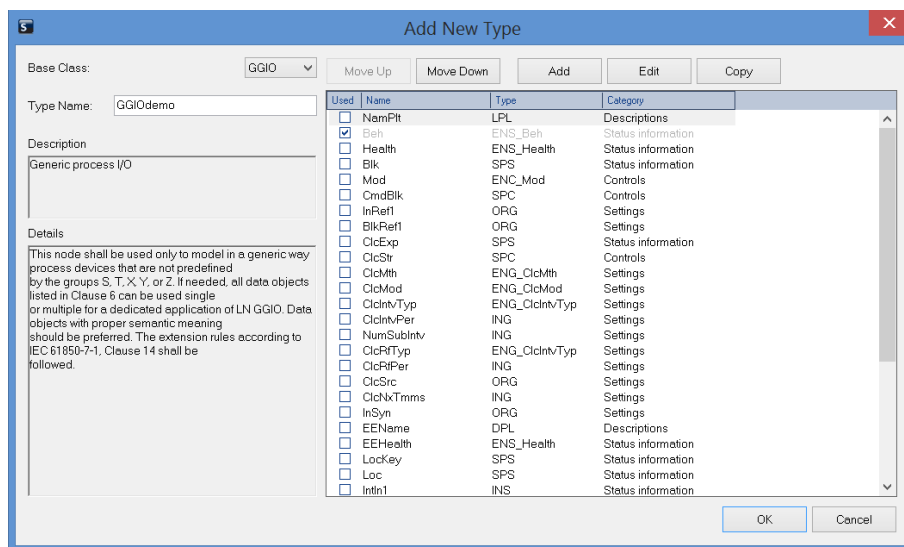 S
Add New Type
Base Class:
GGIO
Move Up
Move Down
Add
Edit
Copy
Type Name:
GGIOdemo
Description
Generic process I/O
Details
This node shall be used only to model in a generic way
process devices that are not predefined
by the groups S, T, X, Y, or Z. If needed, all data objects
listed in Clause 6 can be used single
or multiple for a dedicated application of LN GGIO. Data
objects with proper semantic meaning
should be preferred. The extension rules according to
IEC 61850-7-1, Clause 14 shall be
followed.
Used Name Type Category
NamPlt LPL Descriptions
Beh ENS_Beh Status information
Health ENS_Health Status information
Blk SPS Status information
Mod ENC_Mod Controls
CmdBlk SPC Controls
InRef1 ORG Settings
BlkRef1 ORG Settings
ClcExp SPS Status information
ClcStr SPC Controls
ClcMth ENG_ClcMth Settings
ClcMod ENG_ClcMod Settings
ClcIntvTyp ENG_ClcIntvTyp Settings
ClcIntvPer ING Settings
NumSubIntv ING Settings
ClcRfTyp ENG_ClcIntvTyp Settings
ClcRfPer ING Settings
ClcSrc ORG Settings
ClcNxTmms ING Settings
InSyn ORG Settings
EEName DPL Descriptions
EEHealth ENS_Health Status information
LocKey SPS Status information
Loc SPS Status information
IntIn1 INS Status information
OK
Cancel